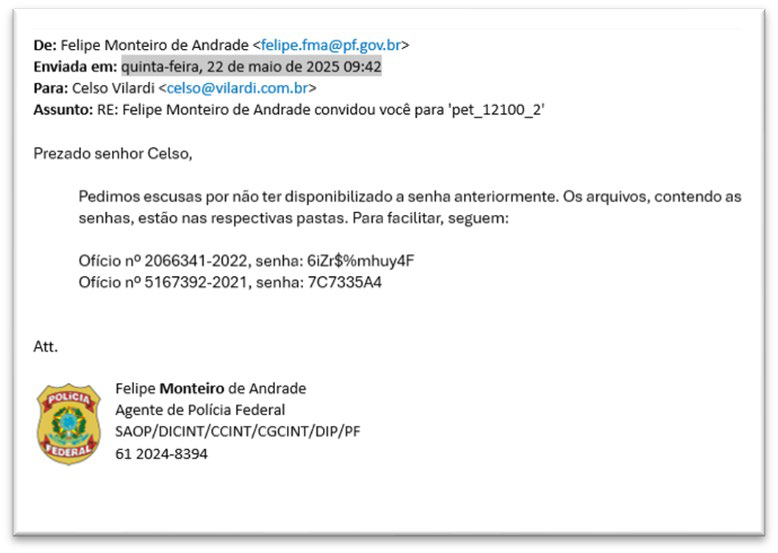 De: Felipe Monteiro de Andrade <felipe.fma@pf.gov.br>
Enviada em: quinta-feira, 22 de maio de 2025 09:42
Para: Celso Vilardi <celso@vilardi.com.br>
Assunto: RE: Felipe Monteiro de Andrade convidou você para 'pet_12100_2'
Prezado senhor Celso,
Pedimos escusas por não ter disponibilizado a senha anteriormente. Os arquivos, contendo as
senhas, estão nas respectivas pastas. Para facilitar, seguem:
Ofício nº 2066341-2022, senha: 6iZr$%mhuy4F
Ofício nº 5167392-2021, senha: 7C7335A4
Att.
POLÍCIA
FEDERAL
Felipe Monteiro de Andrade
Agente de Polícia Federal
SAOP/DICINT/CCINT/CGCINT/DIP/PF
61 2024-8394